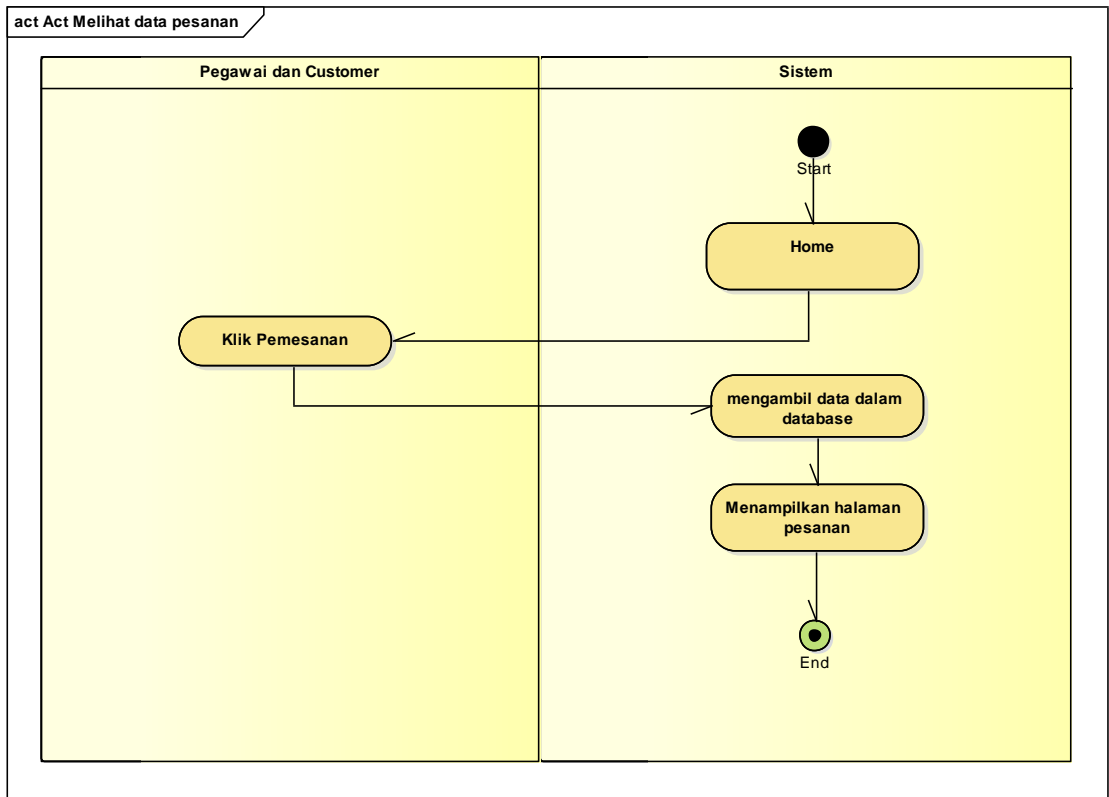 act Act Melihat data pesanan
Pegawai dan Customer
Sistem
Start
Home
Klik Pemesanan
mengambil data dalam
database
Menampilkan halaman
pesanan
End